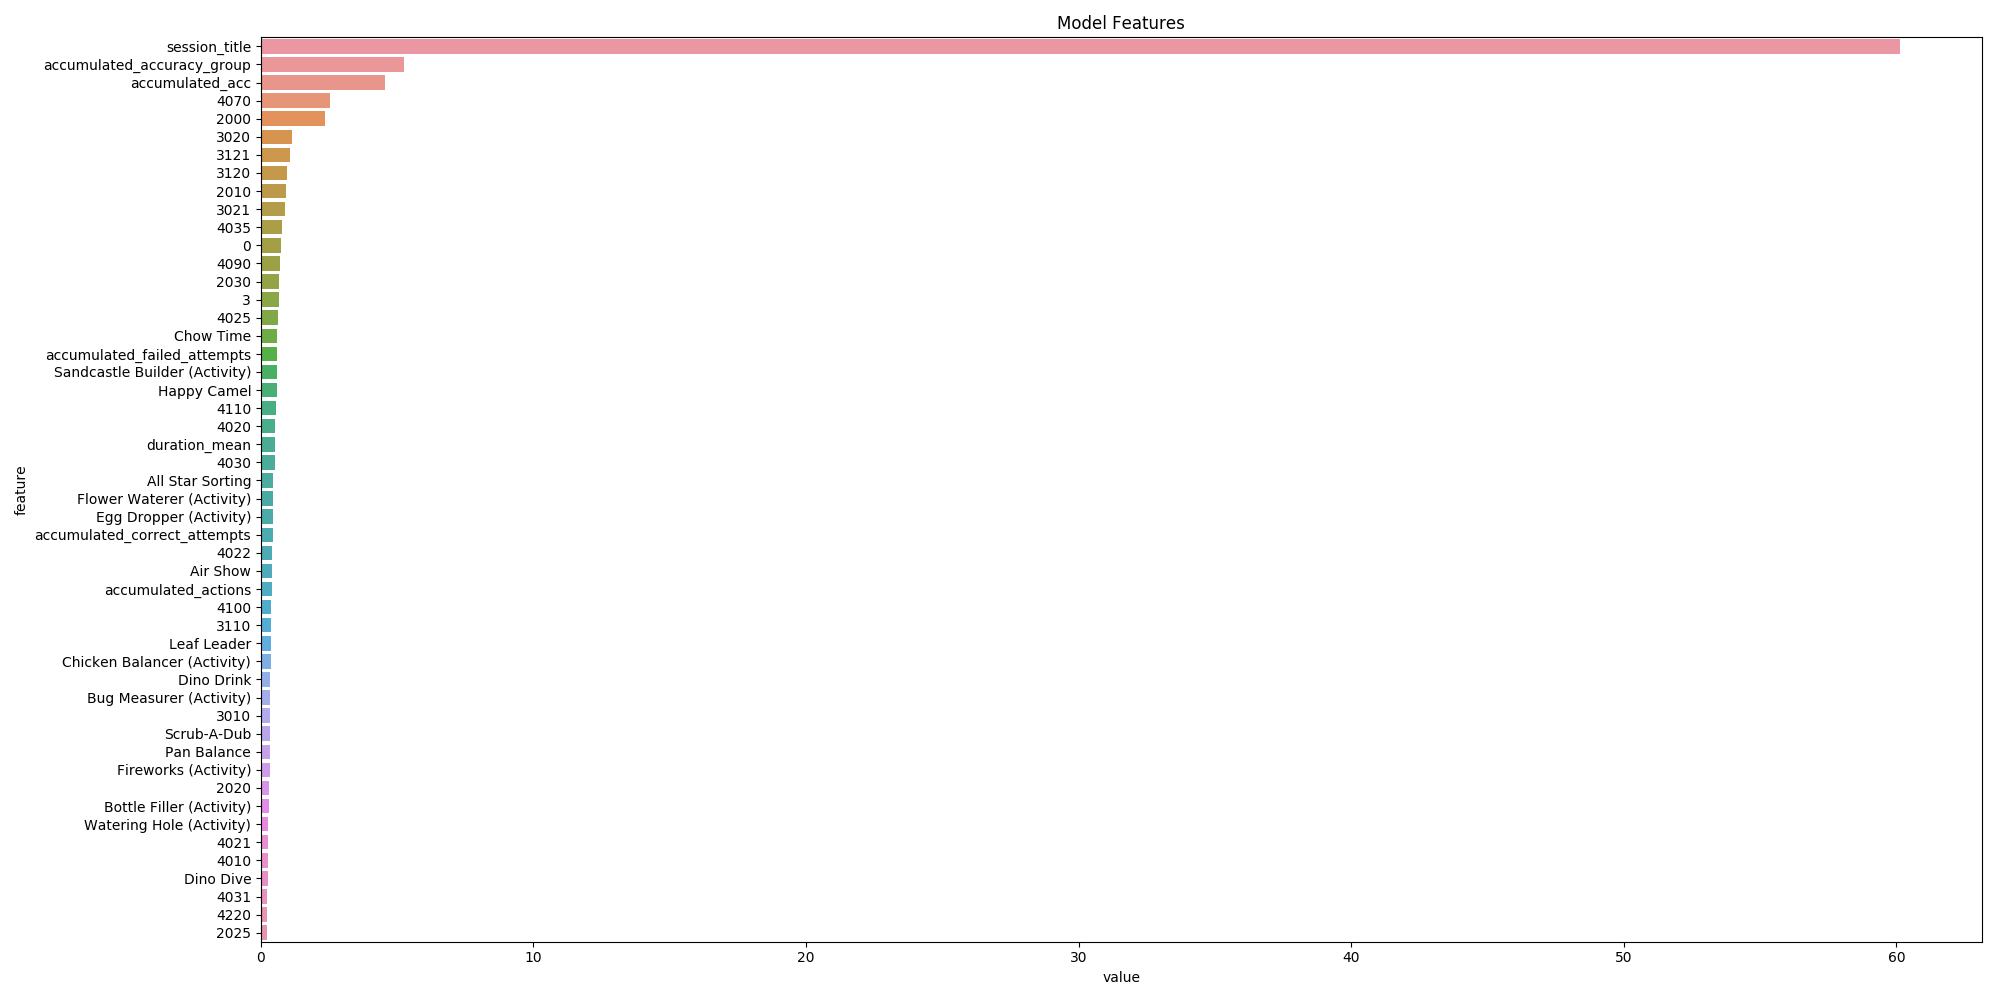 Model Features
session_title
accumulated_accuracy_group
accumulated_acc
4070
2000
3020
3121
3120
2010
3021
4035
0
4090
2030
3
4025
Chow Time
accumulated_failed_attempts
Sandcastle Builder (Activity)
Happy Camel
4110
4020
duration_mean
4030
All Star Sorting
Flower Waterer (Activity)
Egg Dropper (Activity)
accumulated_correct_attempts
4022
Air Show
accumulated_actions
4100
3110
Leaf Leader
Chicken Balancer (Activity)
Dino Drink
Bug Measurer (Activity)
3010
Scrub-A-Dub
Pan Balance
Fireworks (Activity)
2020
Bottle Filler (Activity)
Watering Hole (Activity)
4021
4010
Dino Dive
4031
4220
2025
feature
0 10 20 30 40 50 60
value